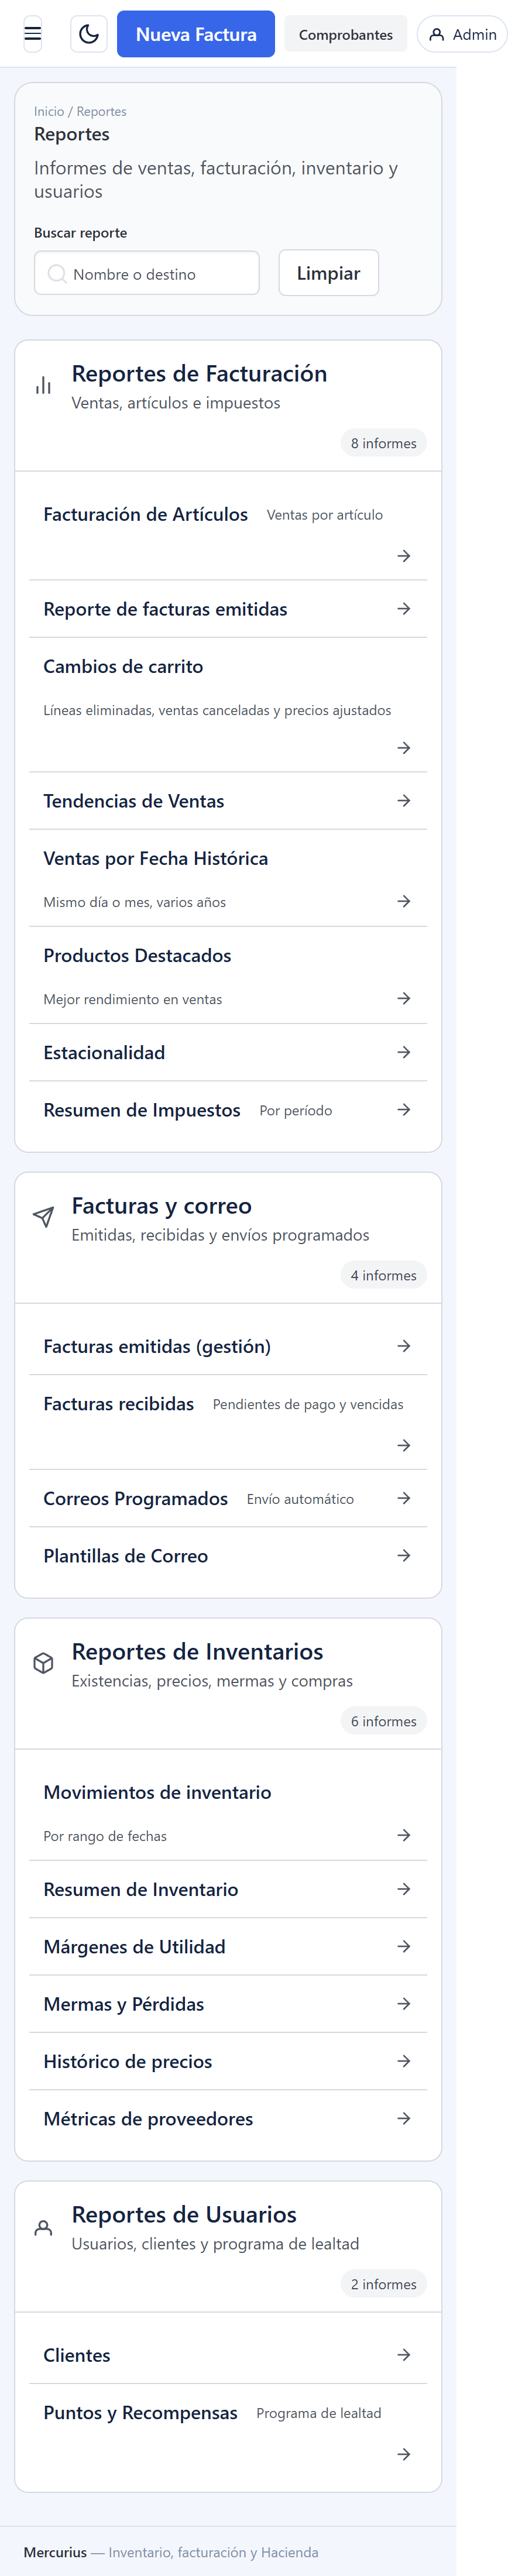 Nueva Factura
Comprobantes
Admin
Inicio / Reportes
Reportes
Informes de ventas, facturación, inventario y
usuarios
Buscar reporte
Nombre o destino
Limpiar
Reportes de Facturación
Ventas, artículos e impuestos
8 informes
Facturación de Artículos Ventas por artículo
Reporte de facturas emitidas
Cambios de carrito
Líneas eliminadas, ventas canceladas y precios ajustados
Tendencias de Ventas
Ventas por Fecha Histórica
Mismo día o mes, varios años
Productos Destacados
Mejor rendimiento en ventas
Estacionalidad
Resumen de Impuestos Por período
Facturas y correo
Emitidas, recibidas y envíos programados
4 informes
Facturas emitidas (gestión)
Facturas recibidas Pendientes de pago y vencidas
Correos Programados Envío automático
Plantillas de Correo
Reportes de Inventarios
Existencias, precios, mermas y compras
6 informes
Movimientos de inventario
Por rango de fechas
Resumen de Inventario
Márgenes de Utilidad
Mermas y Pérdidas
Histórico de precios
Métricas de proveedores
Reportes de Usuarios
Usuarios, clientes y programa de lealtad
2 informes
Clientes
Puntos y Recompensas Programa de lealtad
Mercurius — Inventario, facturación y Hacienda